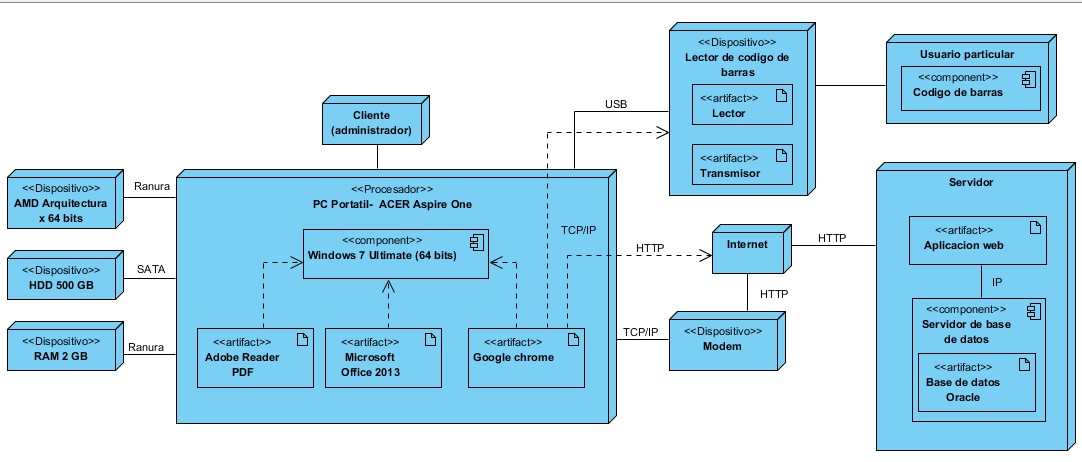 <<Dispositivo>>
Lector de codigo de
barras
<<artifact>>
Lector
<<artifact>>
Transmisor
Usuario particular
<<component>>
Codigo de barras
USB
Cliente
(administrador)
<<Dispositivo>>
AMD Arquitectura
x 64 bits
Ranura
<<Dispositivo>>
HDD 500 GB
SATA
<<Dispositivo>>
RAM 2 GB
Ranura
<<Procesador>>
PC Portatil- ACER Aspire One
<<component>>
Windows 7 Ultimate (64 bits)
<<artifact>>
Adobe Reader
PDF
<<artifact>>
Microsoft
Office 2013
<<artifact>>
Google chrome
TCP/IP
HTTP
TCP/IP
Internet
HTTP
HTTP
<<Dispositivo>>
Modem
Servidor
<<artifact>>
Aplicacion web
IP
<<component>>
Servidor de base
de datos
<<artifact>>
Base de datos
Oracle